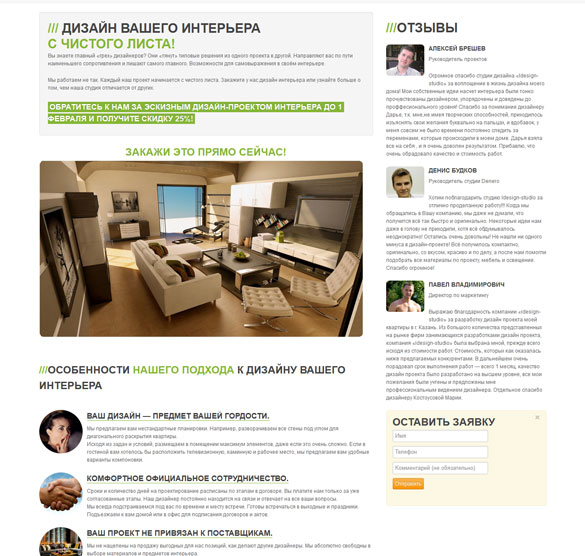 /// ДИЗАЙН ВАШЕГО ИНТЕРЬЕРА
С ЧИСТОГО ЛИСТА!
Вы знаете главный «грех» дизайнеров? Они «тянут» типовые решения из одного проекта в другой. Направляют вас по пути
наименьшего сопротивления и лишают самого главного. Возможности для самовыражения в своём интерьере.
Мы работаем не так. Каждый наш проект начинается с чистого листа. Закажите у нас дизайн интерьера или узнайте больше о
том, чем наша студия отличается от других.
ОБРАТИТЕСЬ К НАМ ЗА ЭСКИЗНЫМ ДИЗАЙН-ПРОЕКТОМ ИНТЕРЬЕРА ДО 1
ФЕВРАЛЯ И ПОЛУЧИТЕ СКИДКУ 25%!
ЗАКАЖИ ЭТО ПРЯМО СЕЙЧАС!
///ОСОБЕННОСТИ НАШЕГО ПОДХОДА К ДИЗАЙНУ ВАШЕГО
ИНТЕРЬЕРА
ВАШ ДИЗАЙН — ПРЕДМЕТ ВАШЕЙ ГОРДОСТИ.
Мы предлагаем вам нестандартные планировки. Например, разворачиваем все стены под углом для
диагонального раскрытия квартиры.
Исходя из задач и условий, размещаем в помещении максимум элементов, даже если это очень сложно. Если в
гостиной вам хотелось бы расположить телевизионную, каминную и рабочее место, мы предлагаем вам удобные
варианты компоновки.
КОМФОРТНОЕ ОФИЦИАЛЬНОЕ СОТРУДНИЧЕСТВО.
Сроки и количество дней на проектирование расписаны по этапам в договоре. Вы платите нам только за уже
согласованные этапы. Наш дизайнер постоянно находится на связи и отвечает на все ваши вопросы.
Мы всегда подстраиваемся под вас по времени и месту встречи. Готовы встречаться в выходные и праздники.
Подъезжаем к вам домой или в офис для подписания договоров и актов.
ВАШ ПРОЕКТ НЕ ПРИВЯЗАН К ПОСТАВЩИКАМ.
Мы не нацелены на продажу выгодных для нас позиций, как делают другие дизайнеры. Мы абсолютно свободны в
выборе материалов и предметов интерьера.
///ОТЗЫВЫ
АЛЕКСЕЙ БРЕШЕВ
Руководитель проектов
Огромное спасибо студии дизайна «Idesign-
studio» за воплощение в жизнь дизайна моего
дома! Мои собственные идеи насчет интерьера были тонко
прочувствованы дизайнером, упорядочены и доведены до
профессионального уровня! Спасибо за понимание дизайнеру
Дарье, т.к. мне,не имея творческих способностей, приходилось
изъяснять свои желания буквально на пальцах, и вдобавок, у
меня совсем не было времени постоянно следить за
переменами, которые происходили в моем доме. Дарья взяла
все на себя , и я очень доволен результатом. Прибавлю, что
очень обрадовало качество и стоимость работ.
ДЕНИС БУДКОВ
Руководитель студии Denero
Хотим поблагодарить студию Idesign-studio за
отлично проделанную работу!!! Когда мы
обращались в Вашу компанию, мы даже не думали, что
получится всё так быстро и оригинально. Некоторые идеи нам
даже в голову не приходили, хотя всё обдумывалось
неоднократно! Остались очень довольны! Не нашли ни одного
минуса в дизайн-проекте! Всё получилось компактно,
оригинально, со вкусом, красиво и по делу, а после нам помогли
подобрать все материалы по проекту, мебель и освещение.
Спасибо огромное!
ПАВЕЛ ВЛАДИМИРОВИЧ
Директор по маркетингу
Выражаю благодарность компании «Idesign-
studio» за разработку дизайн проекта моей
квартиры в г. Казань. Из большого количества представленных
на рынке фирм занимающихся разработками дизайн проекта,
компания «Idesign-studio» была выбрана мной, прежде всего
исходя из стоимости работ. Стоимость, которых как оказалась
ниже предлагаемых конкурентами. В дальнейшем очень
порадовал срок выполнения работ — всего 1 месяц, качество
дизайн проекта было разработано на высшем уровне, все мои
пожелания были учтены и предложены мне
профессиональным видением дизайнера. Отдельное спасибо
дизайнеру Костоусовой Марии.
ОСТАВИТЬ ЗАЯВКУ
Имя
Телефон
Комментарий (не обязательно)
Отправить